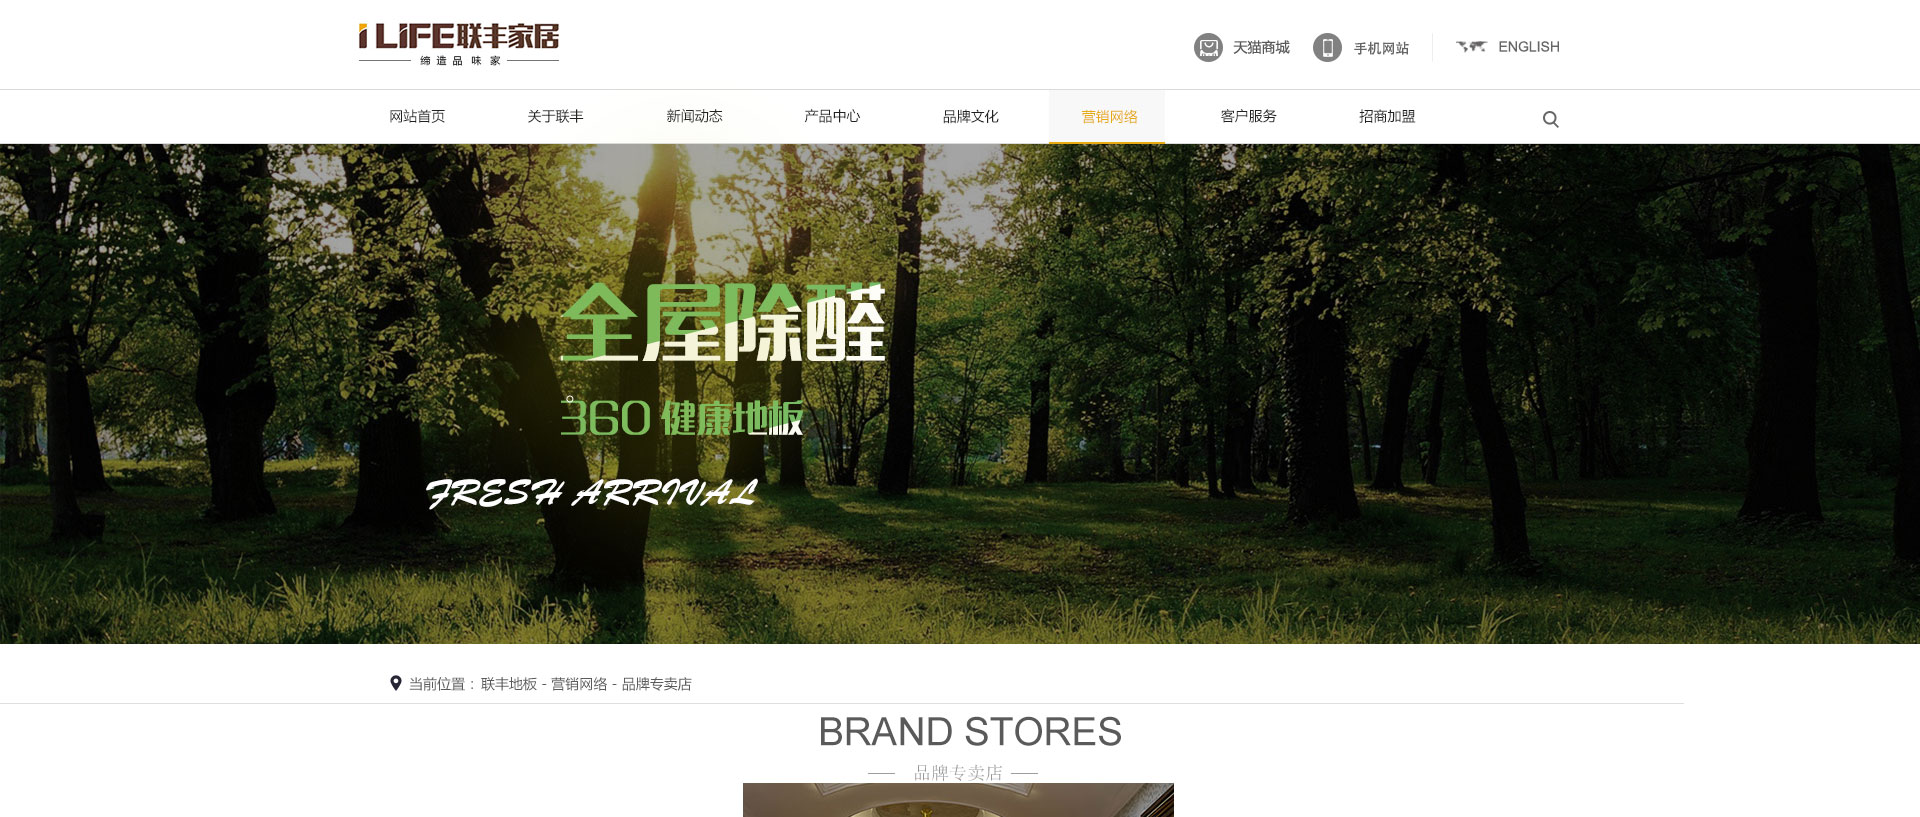 iLIFE联丰家居
缔造品味家
天猫商城
手机网站
ENGLISH
网站首页
关于联丰
新闻动态
产品中心
品牌文化
营销网络
客户服务
招商加盟
全屋除醛
360健康地板
FRESH ARRIVAL
当前位置：联丰地板 - 营销网络 - 品牌专卖店
BRAND STORES
品牌专卖店